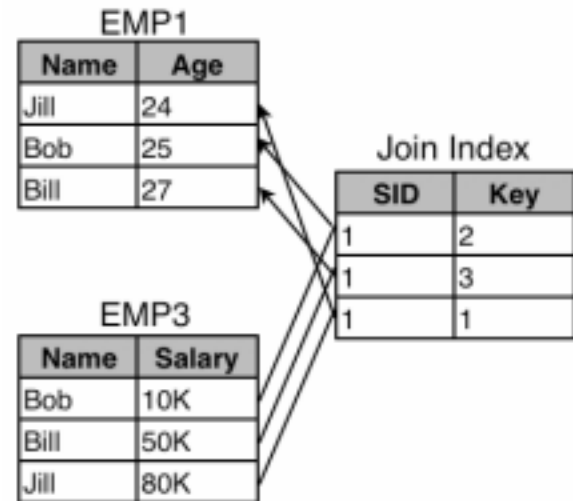 EMP1
Name Age
Jill 24
Bob 25
Bill 27
Join Index
SID Key
1 2
1 3
1 1
EMP3
Name Salary
Bob 10K
Bill 50K
Jill 80K